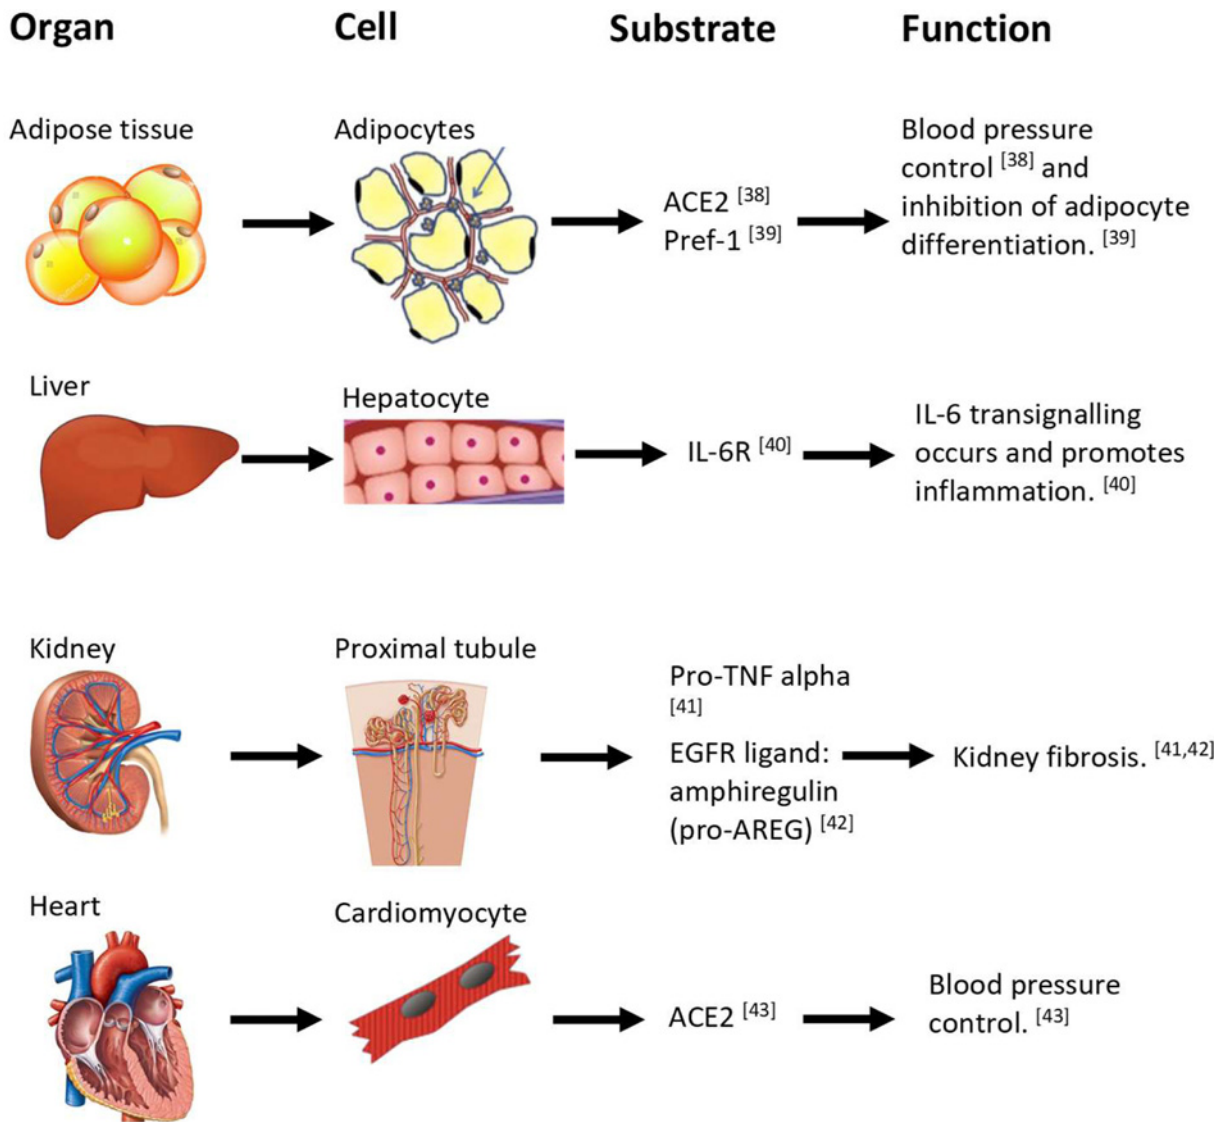 Organ
Cell
Substrate
Function
Adipose tissue
Adipocytes
ACE2 [38]
Pref-1 [39]
Blood pressure
control [38] and
inhibition of adipocyte
differentiation. [39]
Liver
Hepatocyte
IL-6R [40]
IL-6 transignalling
occurs and promotes
inflammation. [40]
Kidney
Proximal tubule
Pro-TNF alpha
[41]
EGFR ligand:
amphiregulin
(pro-AREG) [42]
Kidney fibrosis. [41,42]
Heart
Cardiomyocyte
ACE2 [43]
Blood pressure
control. [43]